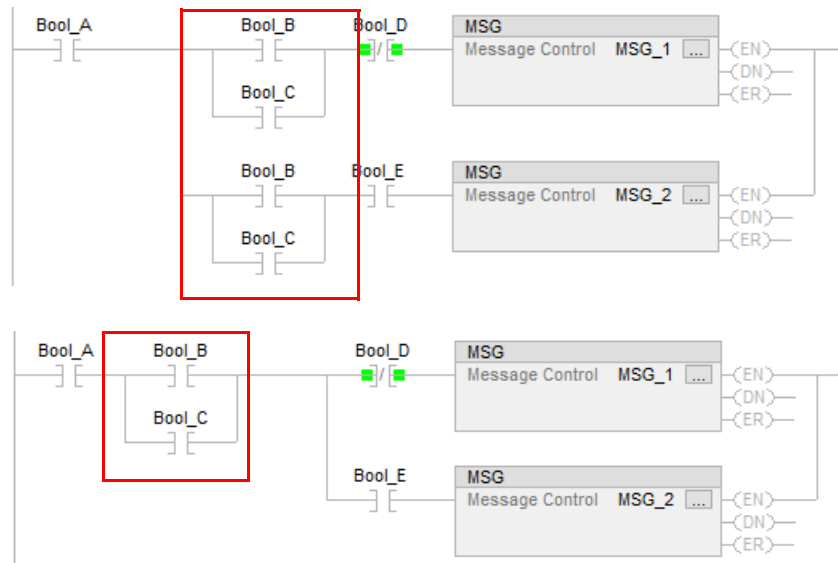 Bool_A Bool_B Bool_D MSG
Message Control MSG_1 ... (EN)
(DN)
Bool_C (ER)
Bool_B Bool_E MSG
Message Control MSG_2 ... (EN)
(DN)
Bool_C (ER)
Bool_A Bool_B Bool_D MSG
Message Control MSG_1 ... (EN)
(DN)
Bool_C (ER)
Bool_E MSG
Message Control MSG_2 ... (EN)
(DN)
(ER)